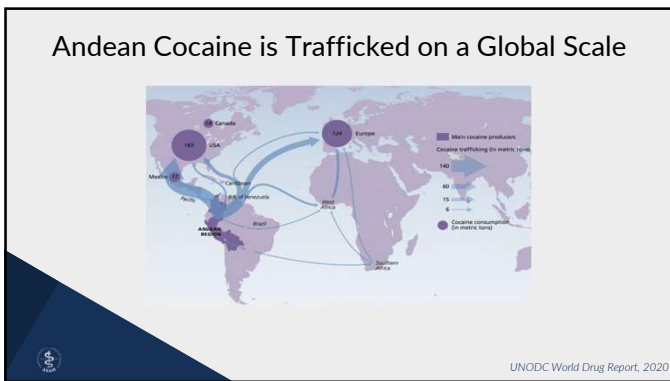 Andean Cocaine is Trafficked on a Global Scale
Canada
165
USA
124
Europe
Mexico
17
Caribbean
B.R. of Venezuela
Pacific
ANDEAN
REGION
Brazil
West
Africa
Southern
Africa
Main cocaine producers
Cocaine trafficking (in metric tons)
140
60
15
6
Cocaine consumption
(in metric tons)
ASAM
UNODC World Drug Report, 2020